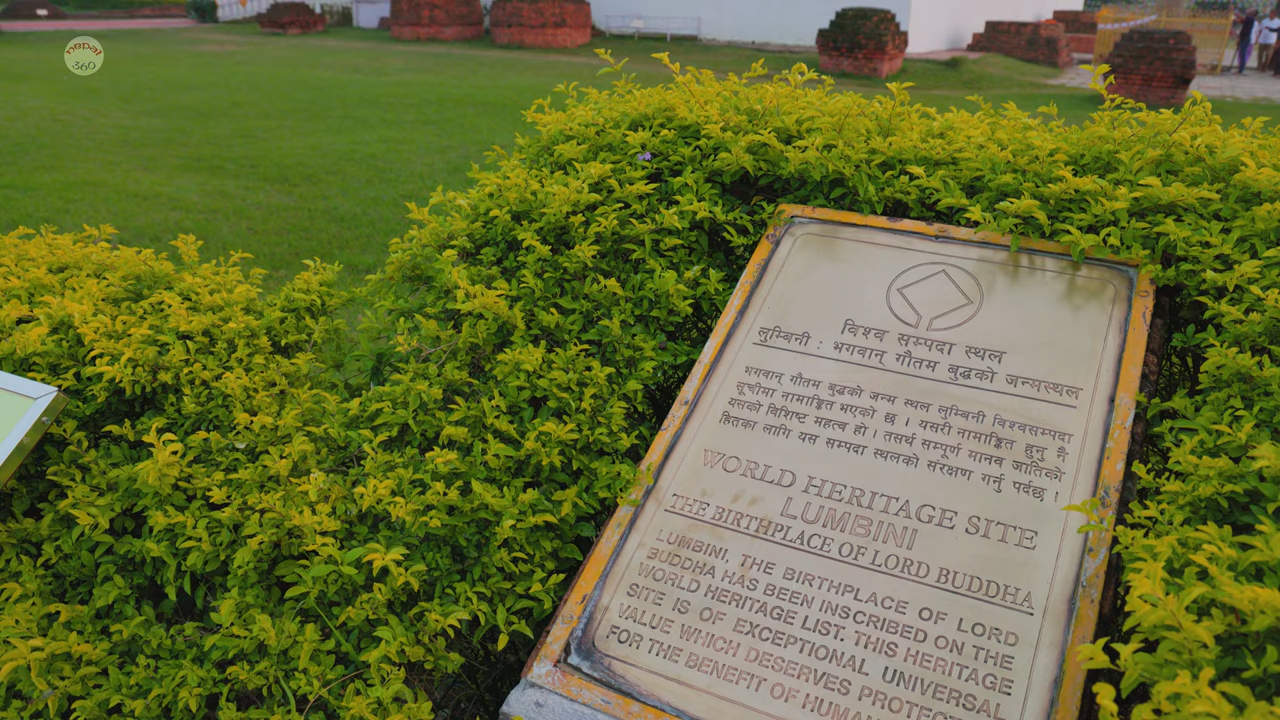 nepal
360
विश्व सम्पदा स्थल
लुम्बिनी : भगवान् गौतम बुद्धको जन्मस्थल
भगवान् गौतम बुद्धको जन्म स्थल लुम्बिनी विश्वसम्पदा
सूचीमा नामाङ्कित भएको छ । यसरी नामाङ्कित हुनु नै
यसको विशिष्ट महत्व हो । तसर्थ सम्पूर्ण मानव जातिको
हितका लागि यस सम्पदा स्थलको संरक्षण गर्नु पर्दछ ।
WORLD HERITAGE SITE
LUMBINI
THE BIRTHPLACE OF LORD BUDDHA
LUMBINI, THE BIRTHPLACE OF LORD
BUDDHA HAS BEEN INSCRIBED ON THE
WORLD HERITAGE LIST. THIS HERITAGE
SITE IS OF EXCEPTIONAL UNIVERSAL
VALUE WHICH DESERVES
FOR THE BENEFIT OF